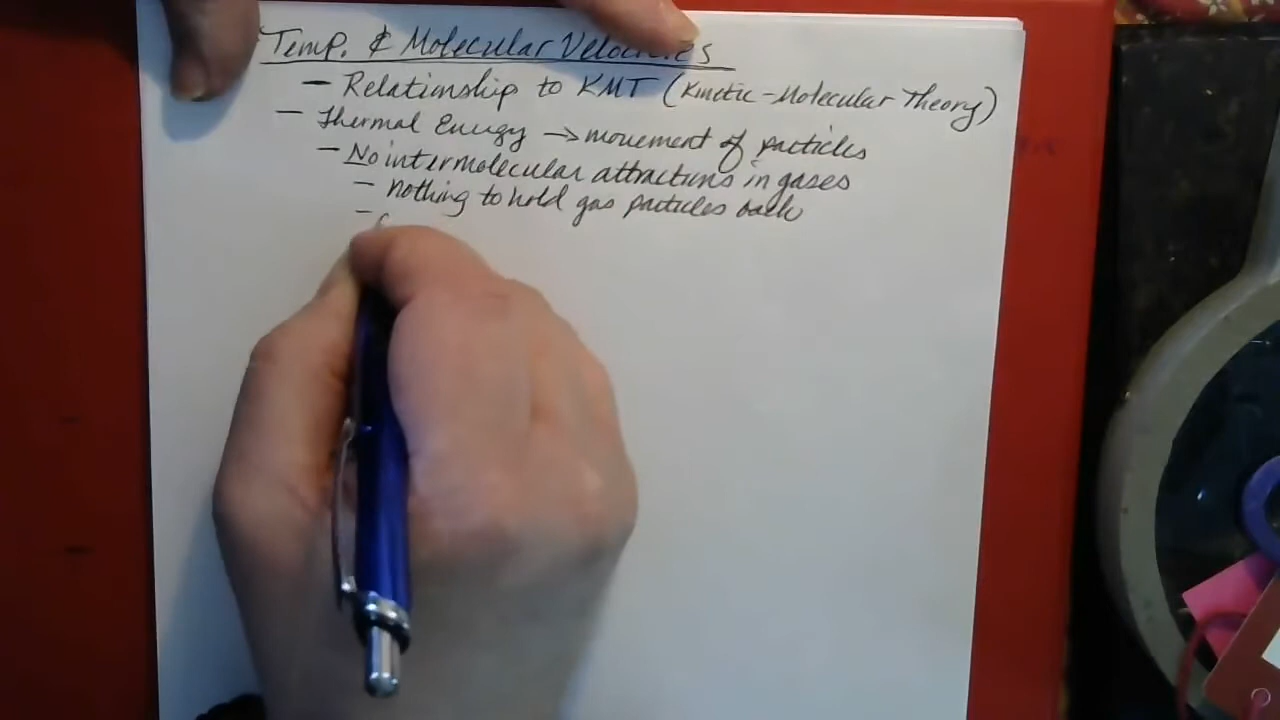 Temp. & Molecular Velocities
- Relationship to KMT (Kinetic-Molecular Theory)
- Thermal Energy → movement of particles
- No intermolecular attractions in gases
- nothing to hold gas particles back
-